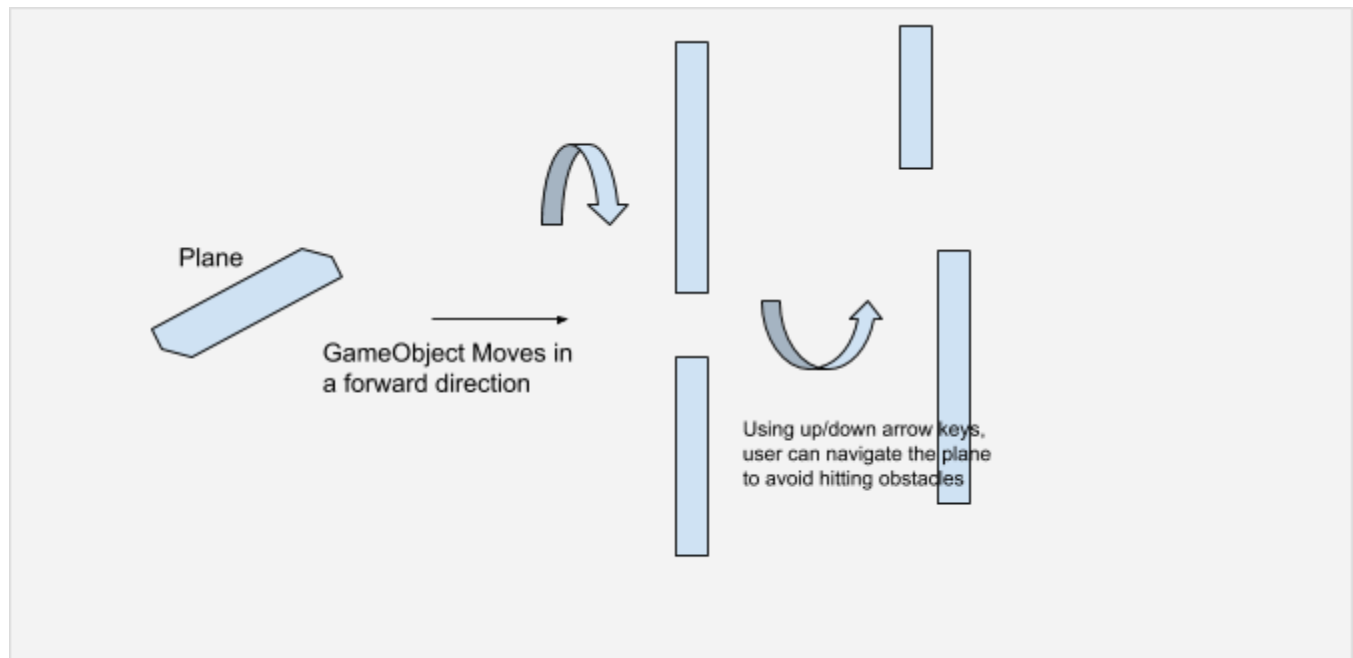 Plane
GameObject Moves in
a forward direction
Using up/down arrow keys,
user can navigate the plane
to avoid hitting obstacles